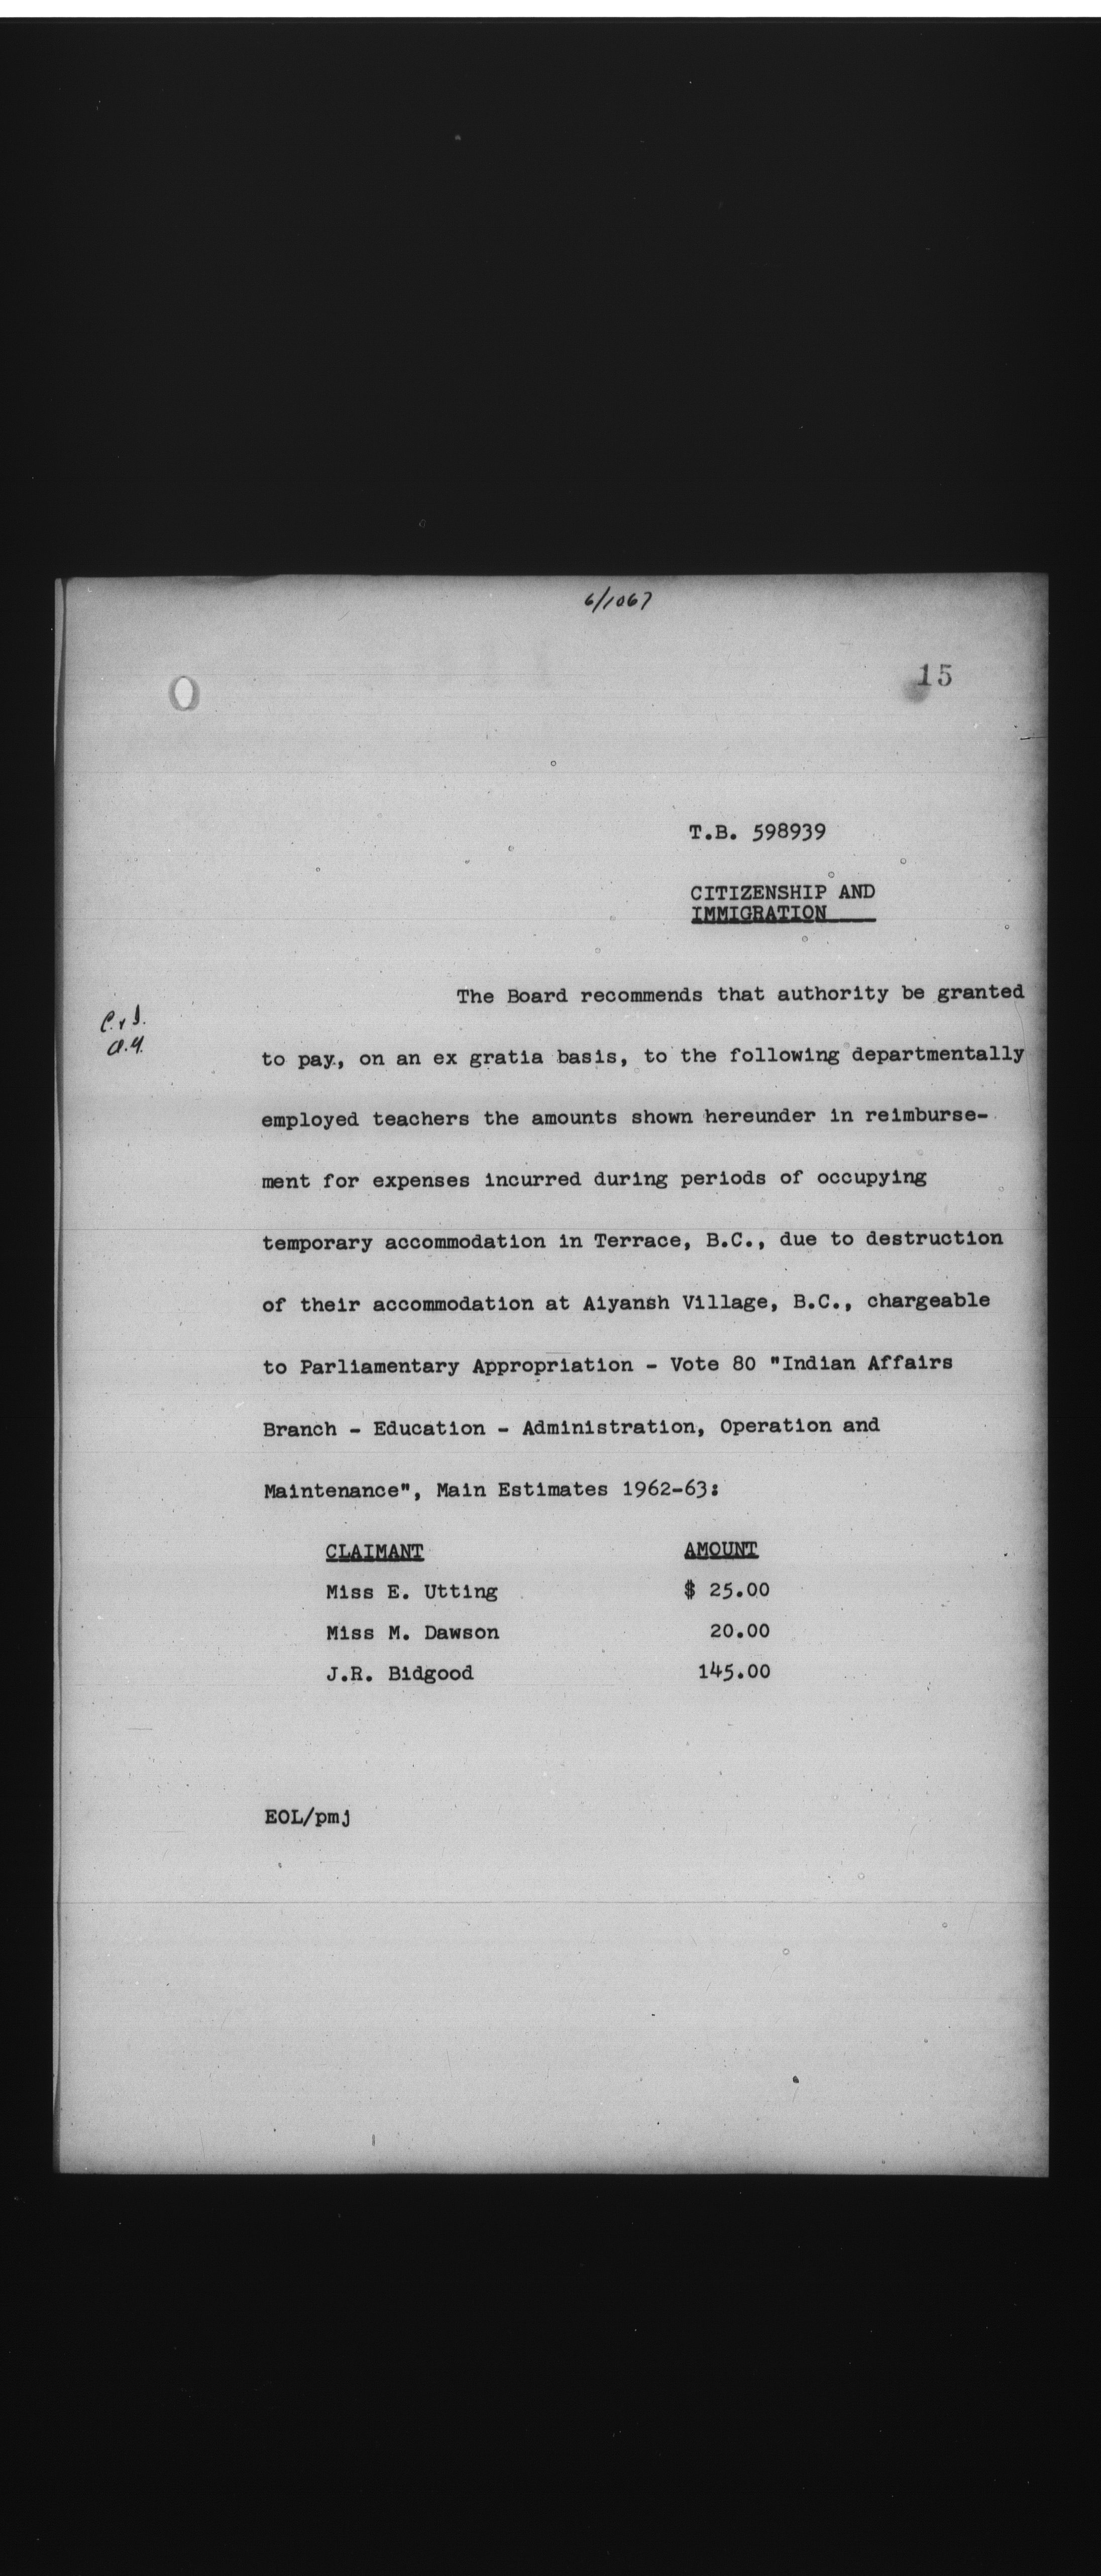 6/1067
15
T.B. 598939
CITIZENSHIP AND
IMMIGRATION
The Board recommends that authority be granted
C. & I.
to pay, on an ex gratia basis, to the following departmentally
employed teachers the amounts shown hereunder in reimburse-
ment for expenses incurred during periods of occupying
temporary accommodation in Terrace, B.C., due to destruction
of their accommodation at Aiyansh Village, B.C., chargeable
to Parliamentary Appropriation - Vote 80 "Indian Affairs
Branch - Education - Administration, Operation and
Maintenance", Main Estimates 1962-63:
CLAIMANT AMOUNT
Miss E. Utting $ 25.00
Miss M. Dawson 20.00
J.R. Bidgood 145.00
EOL/pmj